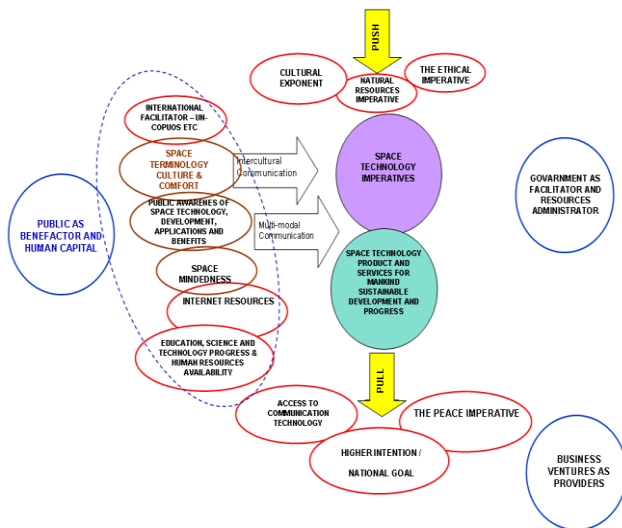 PUSH
CULTURAL
EXPONENT
THE ETHICAL
IMPERATIVE
NATURAL
RESOURCES
IMPERATIVE
INTERNATIONAL
FACILITATOR – UN-
COPUOS ETC
SPACE
TERMINOLOGY
CULTURE &
COMFORT
Intercultural
Communication
SPACE
TECHNOLOGY
IMPERATIVES
GOVERNMENT AS
FACILITATOR AND
RESOURCES
ADMINISTRATOR
PUBLIC AS
BENEFACTOR AND
HUMAN CAPITAL
PUBLIC AWARENES OF
SPACE TECHNOLOGY,
DEVELOPMENT,
APPLICATIONS AND
BENEFITS
Multi-modal
Communication
SPACE
MINDEDNESS
SPACE TECHNOLOGY
PRODUCT AND
SERVICES FOR
MANKIND
SUSTAINABLE
DEVELOPMENT AND
PROGRESS
INTERNET RESOURCES
EDUCATION, SCIENCE AND
TECHNOLOGY PROGRESS &
HUMAN RESOURCES
AVAILABILITY
PULL
ACCESS TO
COMMUNICATION
TECHNOLOGY
THE PEACE IMPERATIVE
HIGHER INTENTION /
NATIONAL GOAL
BUSINESS
VENTURES AS
PROVIDERS